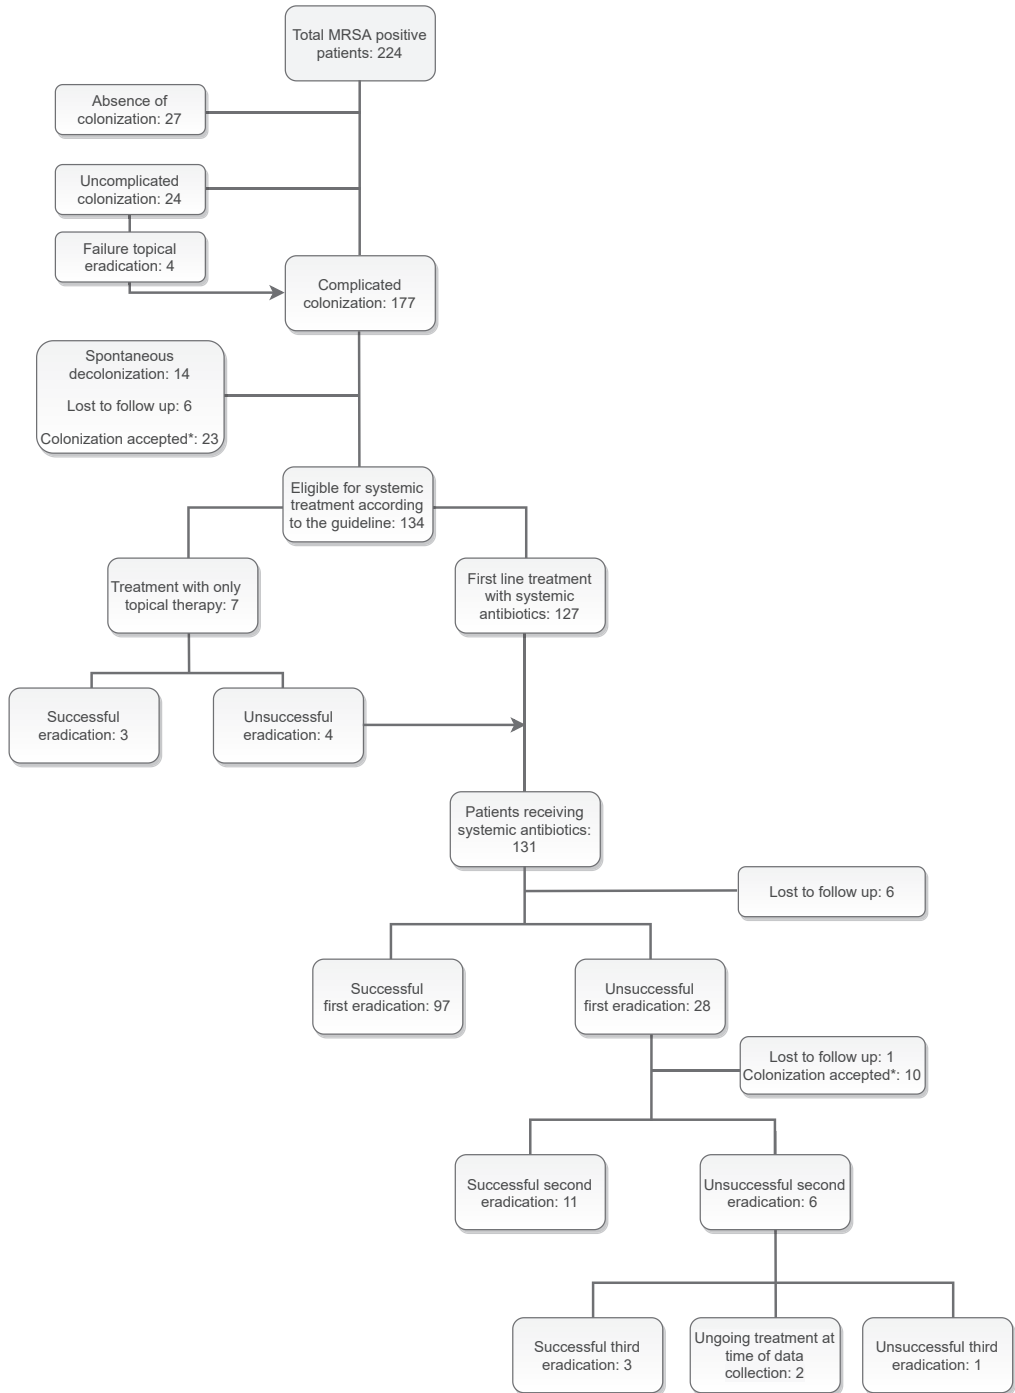 Total MRSA positive
patients: 224
Absence of
colonization: 27
Uncomplicated
colonization: 24
Failure topical
eradication: 4
Complicated
colonization: 177
Spontaneous
decolonization: 14
Lost to follow up: 6
Colonization accepted*: 23
Eligible for systemic
treatment according
to the guideline: 134
Treatment with only
topical therapy: 7
First line treatment
with systemic
antibiotics: 127
Successful
eradication: 3
Unsuccessful
eradication: 4
Patients receiving
systemic antibiotics:
131
Lost to follow up: 6
Successful
first eradication: 97
Unsuccessful
first eradication: 28
Lost to follow up: 1
Colonization accepted*: 10
Successful second
eradication: 11
Unsuccessful second
eradication: 6
Successful third
eradication: 3
Ungoing treatment at
time of data
collection: 2
Unsuccessful third
eradication: 1